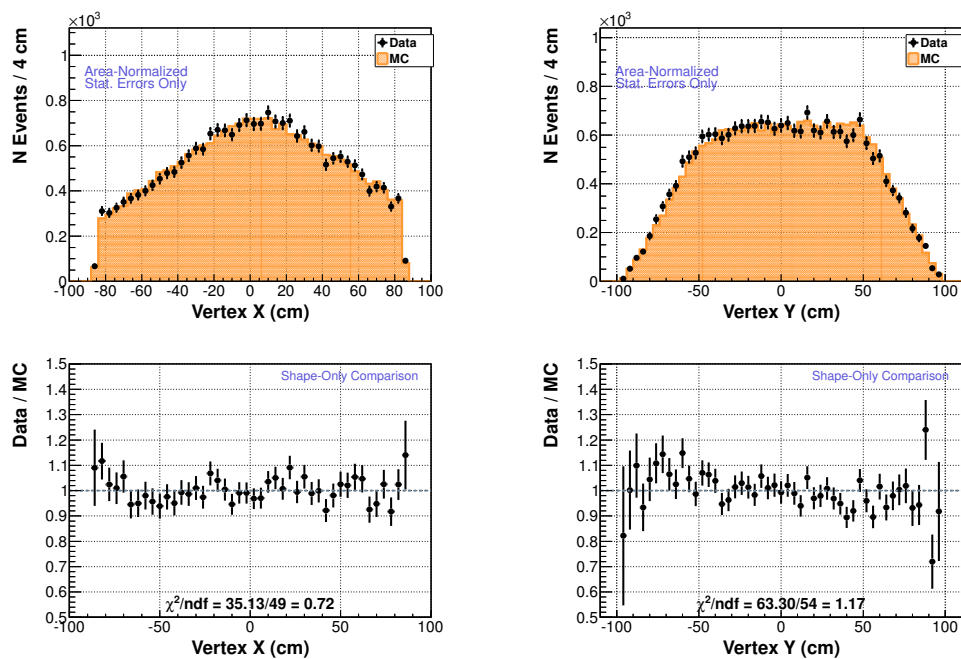 ×10³
N Events / 4 cm
1
0.8
0.6
0.4
0.2
0
Data
MC
Area-Normalized
Stat. Errors Only
-100 -80 -60 -40 -20 0 20 40 60 80 100
Vertex X (cm)
×10³
N Events / 4 cm
1
0.8
0.6
0.4
0.2
0
Data
MC
Area-Normalized
Stat. Errors Only
-100 -50 0 50 100
Vertex Y (cm)
Data / MC
1.5
1.4
1.3
1.2
1.1
1
0.9
0.8
0.7
0.6
0.5
Shape-Only Comparison
χ²/ndf = 35.13/49 = 0.72
-100 -50 0 50 100
Vertex X (cm)
Data / MC
1.5
1.4
1.3
1.2
1.1
1
0.9
0.8
0.7
0.6
0.5
Shape-Only Comparison
χ²/ndf = 63.30/54 = 1.17
-100 -50 0 50 100
Vertex Y (cm)